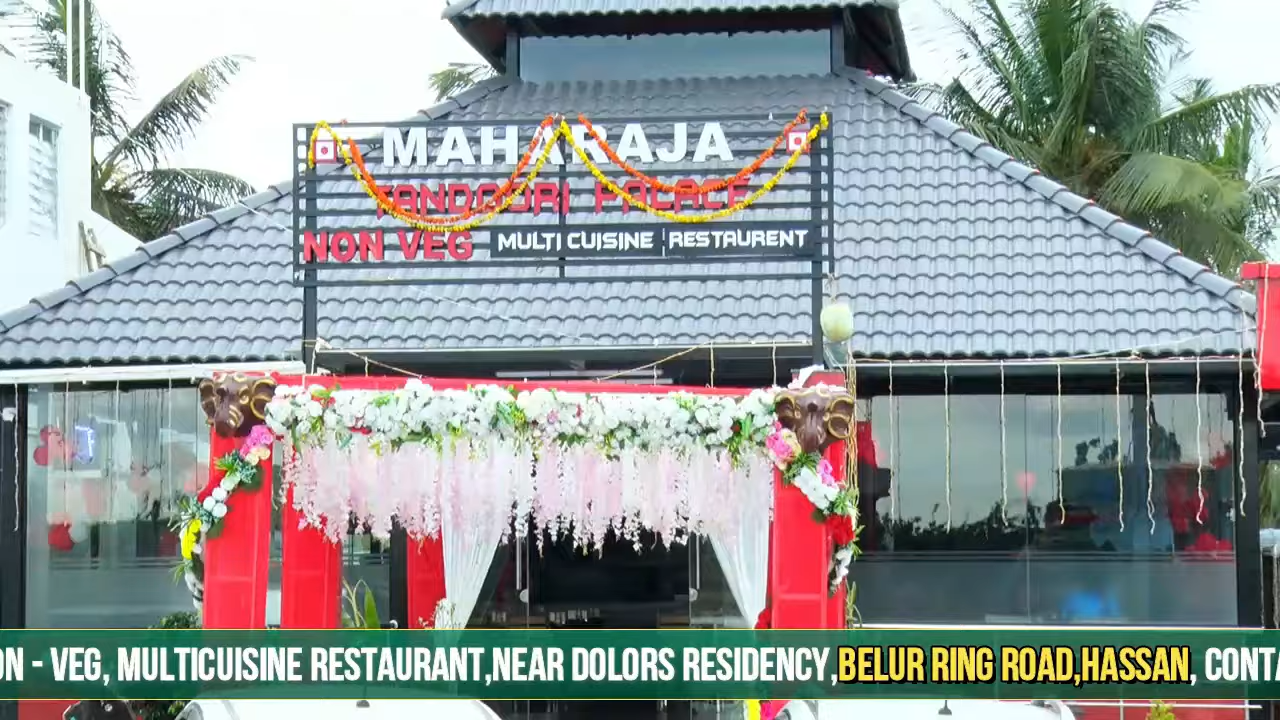 MAHARAJA
TANDOORI PALACE
NON VEG MULTI CUISINE RESTAURENT
ON - VEG, MULTICUISINE RESTAURANT,NEAR DOLORS RESIDENCY,BELUR RING ROAD,HASSAN, CONTA